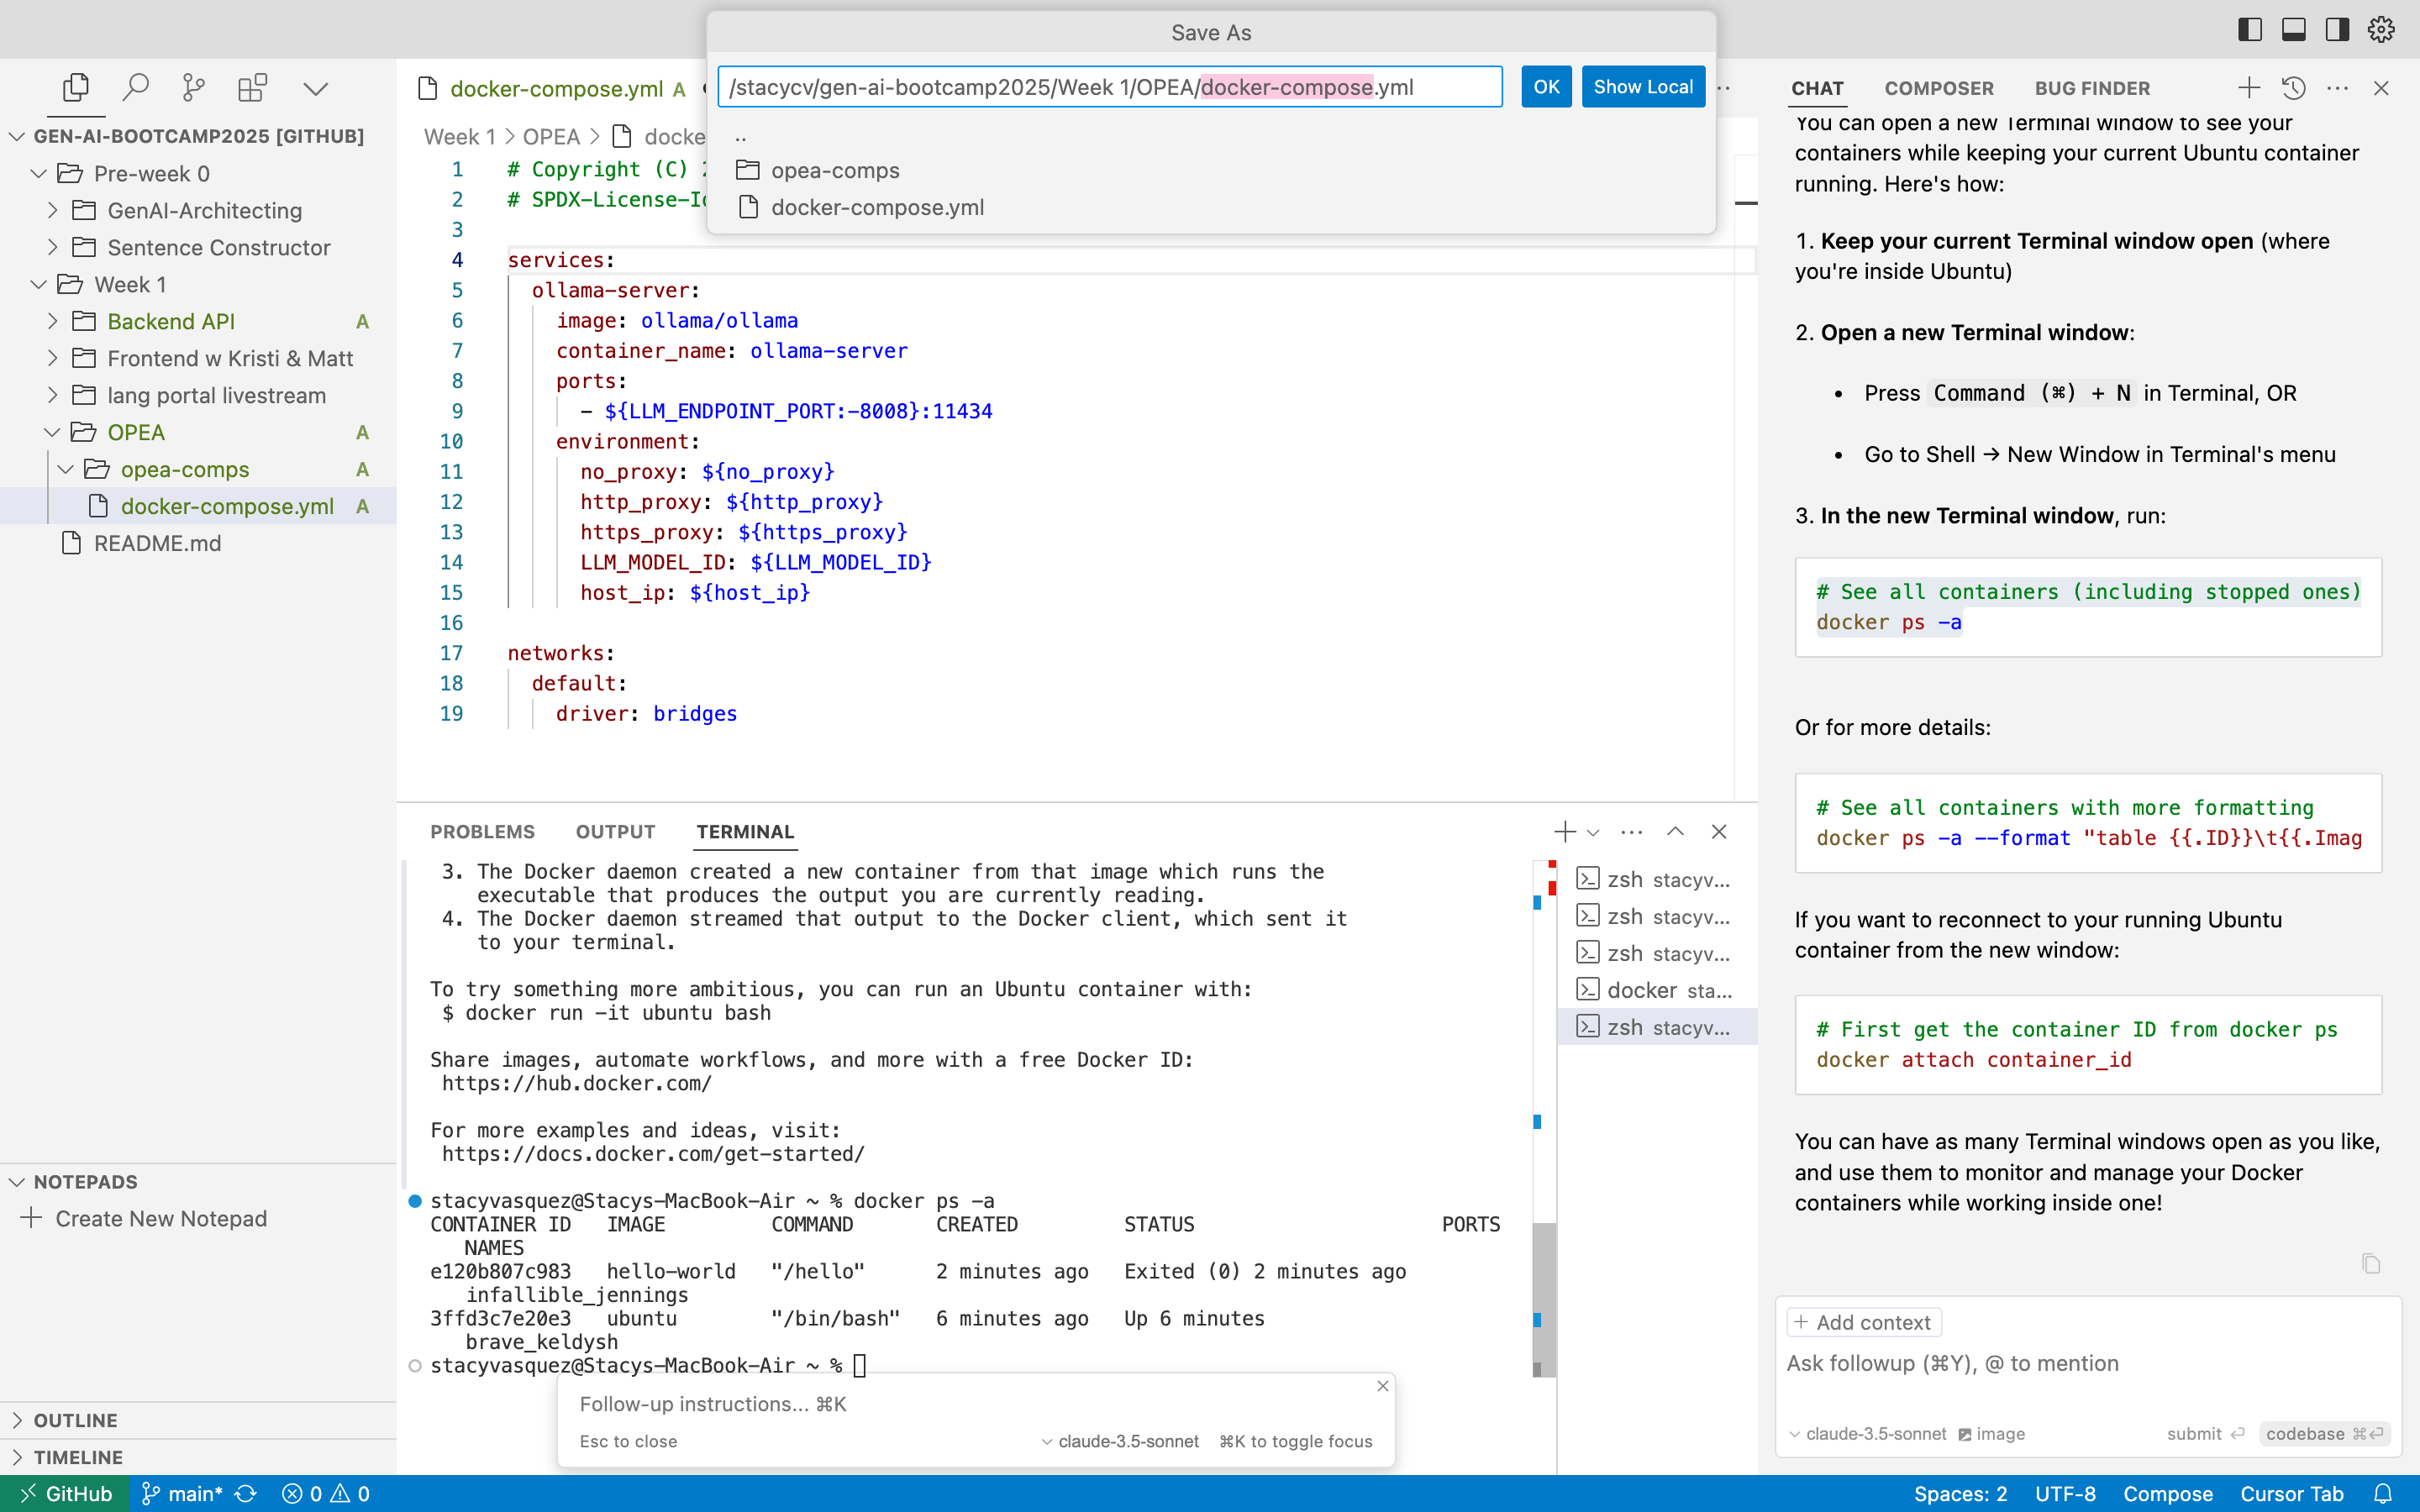 Save As
/stacycv/gen-ai-bootcamp2025/Week 1/OPEA/docker-compose.yml
OK
Show Local
..
opea-comps
docker-compose.yml
GEN-AI-BOOTCAMP2025 [GITHUB]
Pre-week 0
GenAI-Architecting
Sentence Constructor
Week 1
Backend API A
Frontend w Kristi & Matt
lang portal livestream
OPEA A
opea-comps A
docker-compose.yml A
README.md
NOTEPADS
Create New Notepad
OUTLINE
TIMELINE
docker-compose.yml A
Week 1 > OPEA > docke
1 # Copyright (C)
2 # SPDX-License-I
3
4 services:
5 ollama-server:
6 image: ollama/ollama
7 container_name: ollama-server
8 ports:
9 - ${LLM_ENDPOINT_PORT:-8008}:11434
10 environment:
11 no_proxy: ${no_proxy}
12 http_proxy: ${http_proxy}
13 https_proxy: ${https_proxy}
14 LLM_MODEL_ID: ${LLM_MODEL_ID}
15 host_ip: ${host_ip}
16
17 networks:
18 default:
19 driver: bridges
PROBLEMS OUTPUT TERMINAL
3. The Docker daemon created a new container from that image which runs the
executable that produces the output you are currently reading.
4. The Docker daemon streamed that output to the Docker client, which sent it
to your terminal.
To try something more ambitious, you can run an Ubuntu container with:
$ docker run -it ubuntu bash
Share images, automate workflows, and more with a free Docker ID:
https://hub.docker.com/
For more examples and ideas, visit:
https://docs.docker.com/get-started/
stacyvasquez@Stacys-MacBook-Air ~ % docker ps -a
CONTAINER ID IMAGE COMMAND CREATED STATUS PORTS
NAMES
e120b807c983 hello-world "/hello" 2 minutes ago Exited (0) 2 minutes ago
infallible_jennings
3ffd3c7e20e3 ubuntu "/bin/bash" 6 minutes ago Up 6 minutes
brave_keldysh
stacyvasquez@Stacys-MacBook-Air ~ %
zsh stacyv...
zsh stacyv...
zsh stacyv...
docker sta...
zsh stacyv...
Follow-up instructions... ⌘K
Esc to close
claude-3.5-sonnet ⌘K to toggle focus
CHAT COMPOSER BUG FINDER
You can open a new Terminal window to see your
containers while keeping your current Ubuntu container
running. Here's how:
1. Keep your current Terminal window open (where
you're inside Ubuntu)
2. Open a new Terminal window:
• Press Command (⌘) + N in Terminal, OR
• Go to Shell → New Window in Terminal's menu
3. In the new Terminal window, run:
# See all containers (including stopped ones)
docker ps -a
Or for more details:
# See all containers with more formatting
docker ps -a --format "table {{.ID}}\t{{.Imag
If you want to reconnect to your running Ubuntu
container from the new window:
# First get the container ID from docker ps
docker attach container_id
You can have as many Terminal windows open as you like,
and use them to monitor and manage your Docker
containers while working inside one!
+ Add context
Ask followup (⌘Y), @ to mention
claude-3.5-sonnet image submit ⏎ codebase ⌘⏎
GitHub main* 0 0
Spaces: 2 UTF-8 Compose Cursor Tab